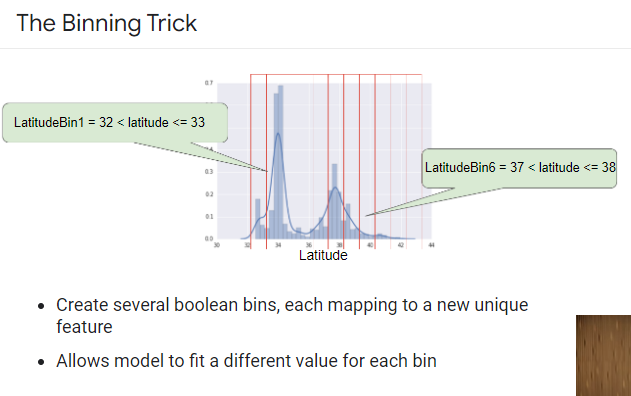 The Binning Trick
0.7
LatitudeBin1 = 32 < latitude <= 33
LatitudeBin6 = 37 < latitude <= 38
0.3
0.2
0.1
0.0
30 32 34 36 38 40 42 44
Latitude
• Create several boolean bins, each mapping to a new unique
feature
• Allows model to fit a different value for each bin